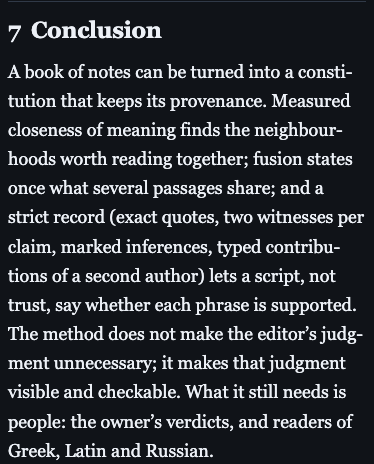 7 Conclusion
A book of notes can be turned into a consti-
tution that keeps its provenance. Measured
closeness of meaning finds the neighbour-
hoods worth reading together; fusion states
once what several passages share; and a
strict record (exact quotes, two witnesses per
claim, marked inferences, typed contribu-
tions of a second author) lets a script, not
trust, say whether each phrase is supported.
The method does not make the editor’s judg-
ment unnecessary; it makes that judgment
visible and checkable. What it still needs is
people: the owner’s verdicts, and readers of
Greek, Latin and Russian.